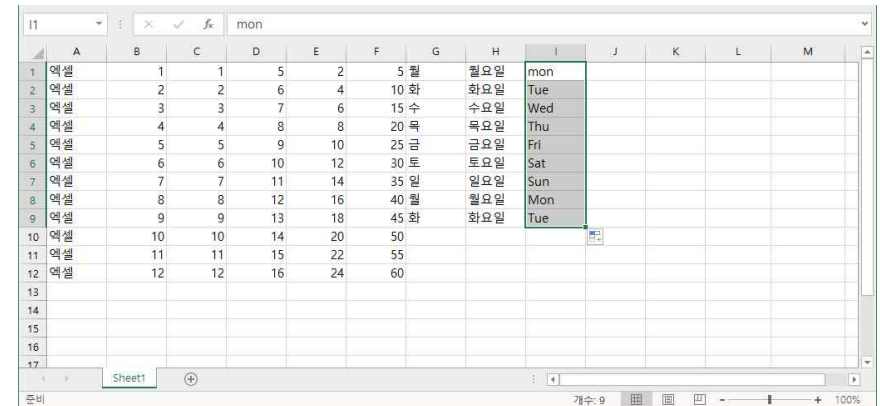 I1 fx mon
A B C D E F G H I J K L M
1 엑셀 1 1 5 2 5 월 월요일 mon
2 엑셀 2 2 6 4 10 화 화요일 Tue
3 엑셀 3 3 7 6 15 수 수요일 Wed
4 엑셀 4 4 8 8 20 목 목요일 Thu
5 엑셀 5 5 9 10 25 금 금요일 Fri
6 엑셀 6 6 10 12 30 토 토요일 Sat
7 엑셀 7 7 11 14 35 일 일요일 Sun
8 엑셀 8 8 12 16 40 월 월요일 Mon
9 엑셀 9 9 13 18 45 화 화요일 Tue
10 엑셀 10 10 14 20 50
11 엑셀 11 11 15 22 55
12 엑셀 12 12 16 24 60
13
14
15
16
17
Sheet1
준비 개수: 9 - + 100%